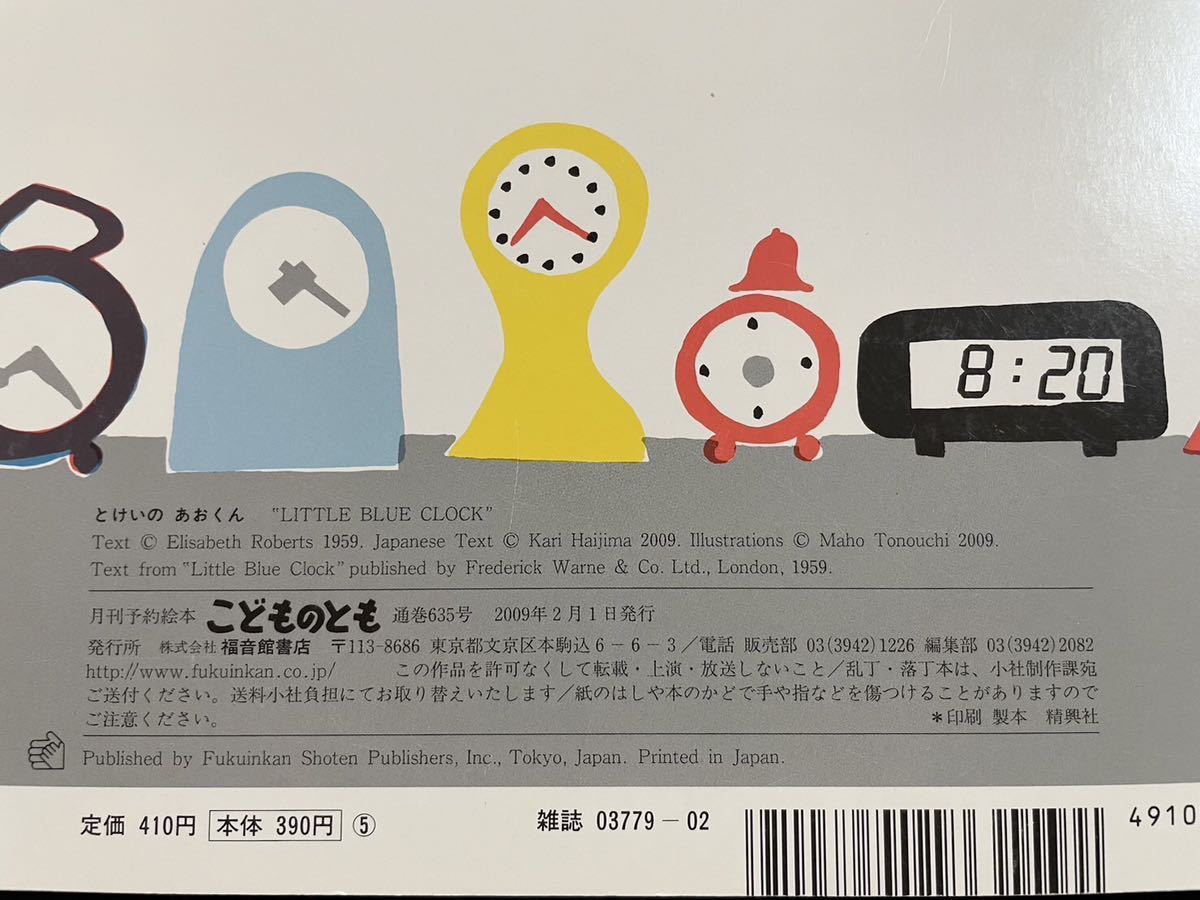 8:20
とけいの あおくん "LITTLE BLUE CLOCK"
Text © Elisabeth Roberts 1959. Japanese Text © Kari Haijima 2009. Illustrations © Maho Tonouchi 2009.
Text from "Little Blue Clock" published by Frederick Warne & Co. Ltd., London, 1959.
月刊予約絵本 こどものとも 通巻635号 2009年2月1日発行
発行所 株式会社 福音館書店 〒113-8686 東京都文京区本駒込6-6-3/電話 販売部 03(3942)1226 編集部 03(3942)2082
http://www.fukuinkan.co.jp/ この作品を許可なくして転載・上演・放送しないこと/乱丁・落丁本は、小社制作課宛
ご送付ください。送料小社負担にてお取り替えいたします/紙のはしや本のかどで手や指などを傷つけることがありますので
ご注意ください。 *印刷 製本 精興社
Published by Fukuinkan Shoten Publishers, Inc., Tokyo, Japan. Printed in Japan.
定価 410円 本体 390円 ⑤ 雑誌 03779-02 4910